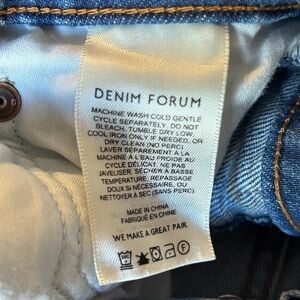 DENIM FORUM
MACHINE WASH COLD GENTLE
CYCLE SEPARATELY, DO NOT
BLEACH, TUMBLE DRY LOW,
COOL IRON ONLY IF NEEDED, OR
DRY CLEAN (NO PERC).
LAVER SÉPAREMENT À LA
MACHINE À L'EAU FROIDE AU
CYCLE DÉLICAT, NE PAS
JAVELISER, SÉCHER À BASSE
TEMPÉRATURE, REPASSAGE
DOUX SI NÉCESSAIRE, OU
NETTOYER À SEC (SANS PERC)
MADE IN CHINA
FABRIQUÉ EN CHINE
WE MAKE A GREAT PAIR
F